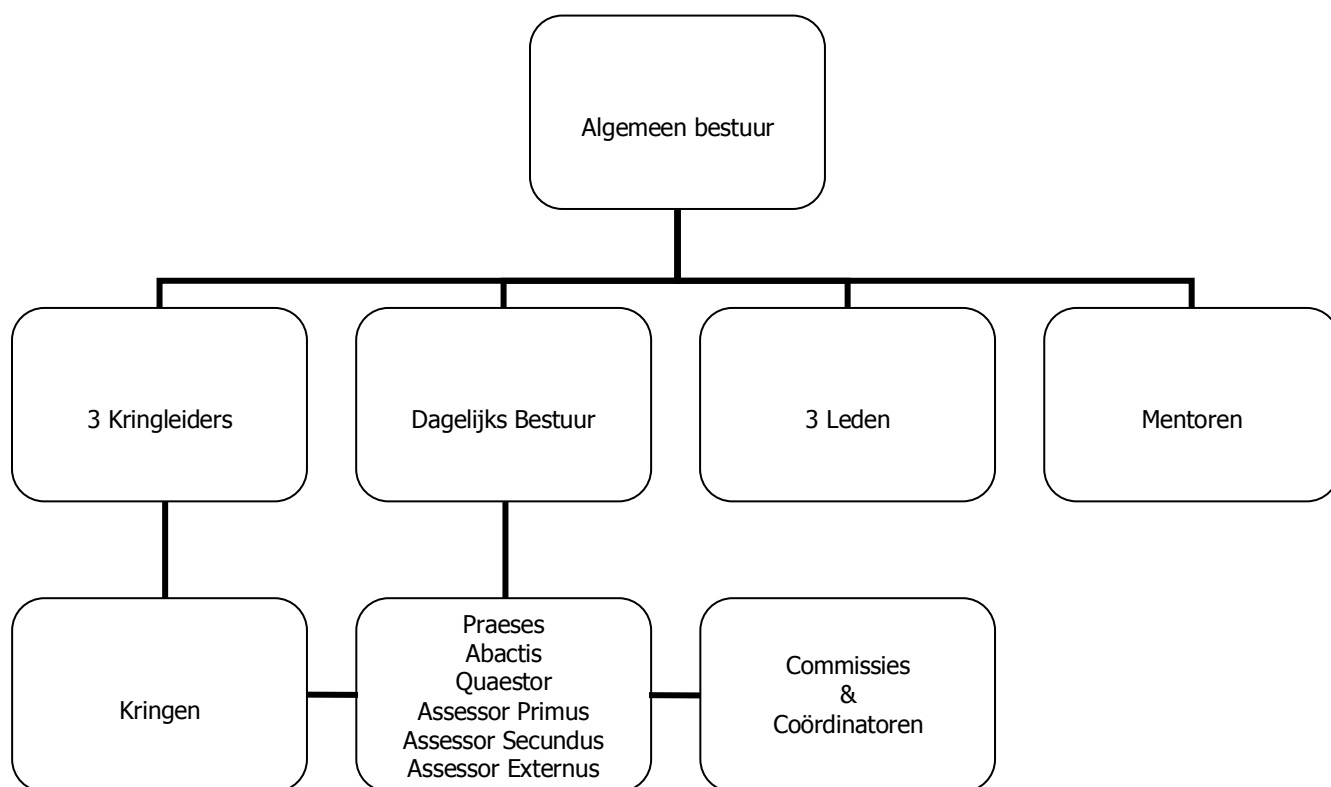 Algemeen bestuur
3 Kringleiders
Dagelijks Bestuur
3 Leden
Mentoren
Kringen
Praeses
Abactis
Quaestor
Assessor Primus
Assessor Secundus
Assessor Externus
Commissies
&
Coördinatoren